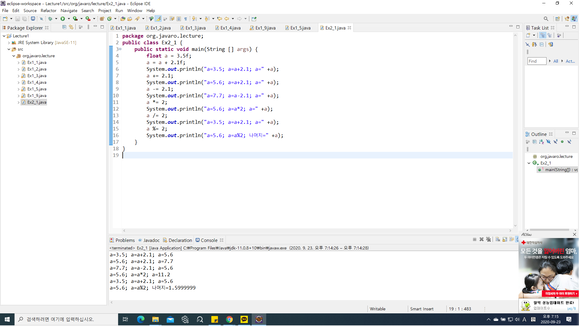 eclipse-workspace - Lecture1/src/org/javaro/lecture/Ex2_1.java - Eclipse IDE
File Edit Source Refactor Navigate Search Project Run Window Help
Package Explorer
Lecture1
JRE System Library [JavaSE-11]
src
org.javaro.lecture
Ex1_1.java
Ex1_2.java
Ex1_3.java
Ex1_4.java
Ex1_5.java
Ex1_9.java
Ex2_1.java
Ex1_1.java Ex1_2.java Ex1_3.java Ex1_4.java Ex1_5.java Ex1_9.java Ex2_1.java
1 package org.javaro.lecture;
2 public class Ex2_1 {
3 public static void main(String [] args) {
4 float a = 3.5f;
5 a = a + 2.1f;
6 System.out.println("a=3.5; a=a+2.1; a=" +a);
7 a += 2.1;
8 System.out.println("a=5.6; a=a+2.1; a=" +a);
9 a -= 2.1;
10 System.out.println("a=7.7; a=a-2.1; a=" +a);
11 a *= 2;
12 System.out.println("a=5.6; a=a*2; a=" +a);
13 a /= 2;
14 System.out.println("a=3.5; a=a+2.1; a=" +a);
15 a %= 2;
16 System.out.println("a=5.6; a=a%2; 나머지=" +a);
17 }
18 }
19
Task List
Find All Activ...
Outline
org.javaro.lecture
Ex2_1
main(String[]) : void
Problems Javadoc Declaration Console
<terminated> Ex2_1 [Java Application] C:\Program Files\Java\jdk-11.0.8+10\bin\javaw.exe (2020. 9. 23. 오후 7:14:26 – 오후 7:14:28)
a=3.5; a=a+2.1; a=5.6
a=5.6; a=a+2.1; a=7.7
a=7.7; a=a-2.1; a=5.6
a=5.6; a=a*2; a=11.2
a=3.5; a=a+2.1; a=5.6
a=5.6; a=a%2; 나머지=1.5999999
Writable Smart Insert 19 : 1 : 483
검색하려면 여기에 입력하십시오.
오후 7:15